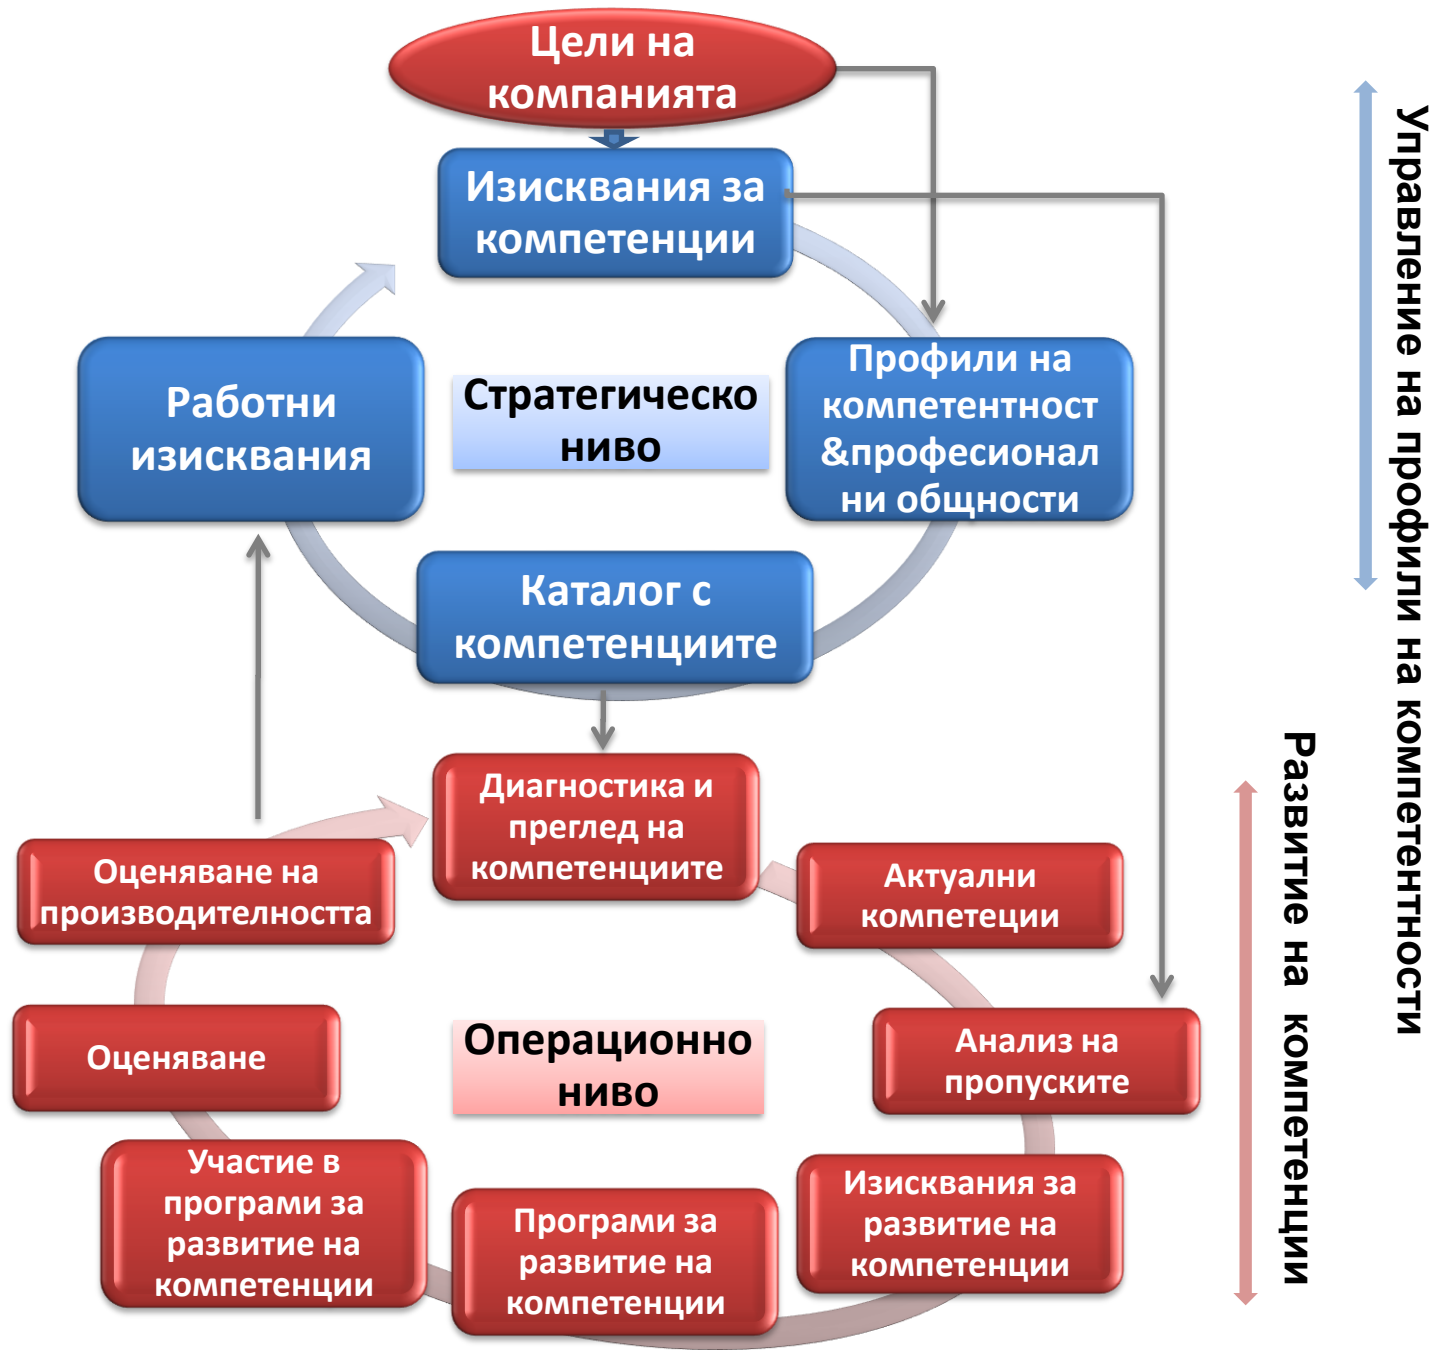 Цели на
компанията
Изисквания за
компетенции
Работни
изисквания
Стратегическо
ниво
Профили на
компетентност
&професионал
ни общности
Каталог с
компетенциите
Управление на профили на компетентности
Диагностика и
преглед на
компетенциите
Оценяване на
производителността
Актуални
компетеции
Оценяване
Операционно
ниво
Анализ на
пропуските
Участие в
програми за
развитие на
компетенции
Програми за
развитие на
компетенции
Изисквания за
развитие на
компетенции
Развитие на компетенции